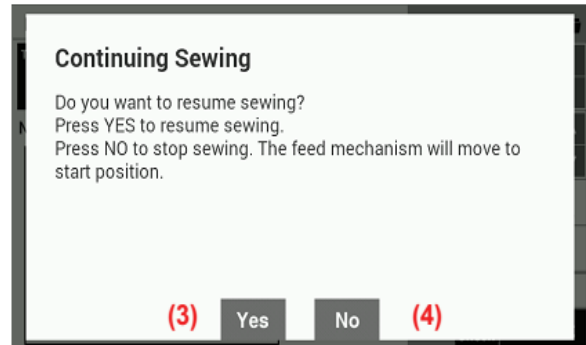 Continuing Sewing
Do you want to resume sewing?
Press YES to resume sewing.
Press NO to stop sewing. The feed mechanism will move to
start position.
(3) Yes No (4)